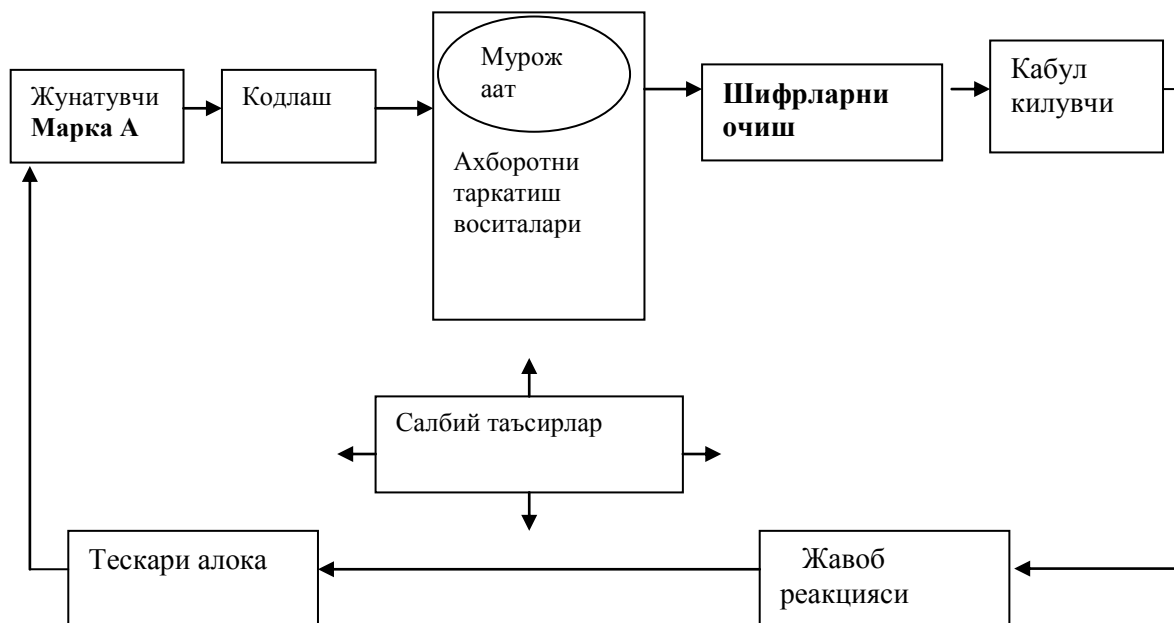 Жунатувчи
Марка А
Кодлаш
Мурож
аат
Ахборотни
таркатиш
воситалари
Шифрларни
очиш
Кабул
килувчи
Салбий таъсирлар
Тескари алока
Жавоб
реакцияси